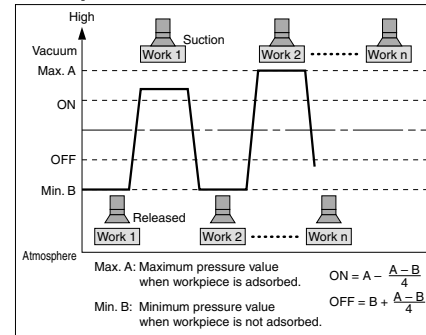 High
Vacuum
Suction
Work 1 Work 2 Work n
Max. A
ON
OFF
Min. B
Released
Work 1 Work 2 Work n
Atmosphere
Max. A: Maximum pressure value
when workpiece is adsorbed.
Min. B: Minimum pressure value
when workpiece is not adsorbed.
ON = A – (A – B)/4
OFF = B + (A – B)/4